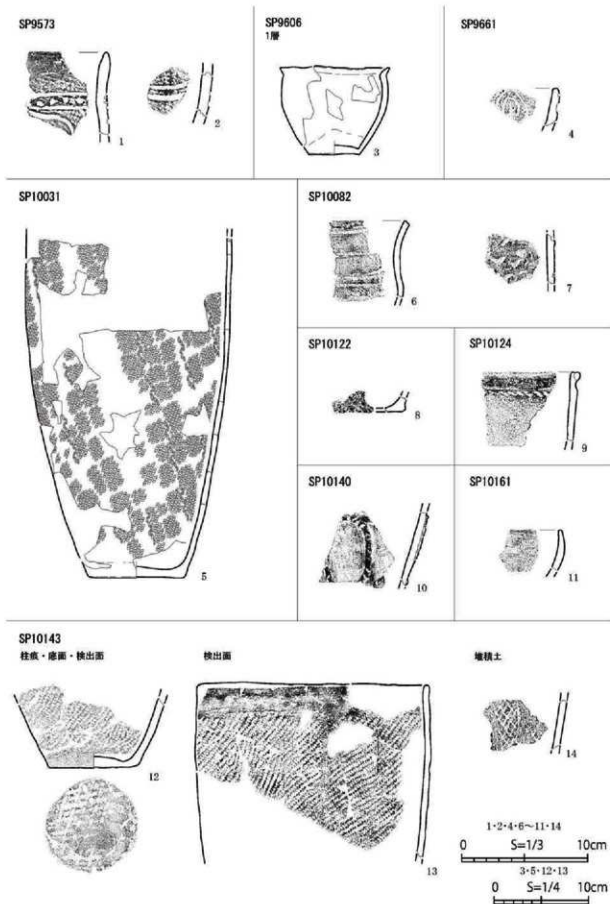 SP9573
1
2
SP9606
1層
3
SP9661
4
SP10031
5
SP10082
6
7
SP10122
8
SP10124
9
SP10140
10
SP10161
11
SP10143
柱痕・底面・検出面
12
検出面
13
堆積土
14
1・2・4・6～11・14
0 S=1/3 10cm
3・5・12・13
0 S=1/4 10cm